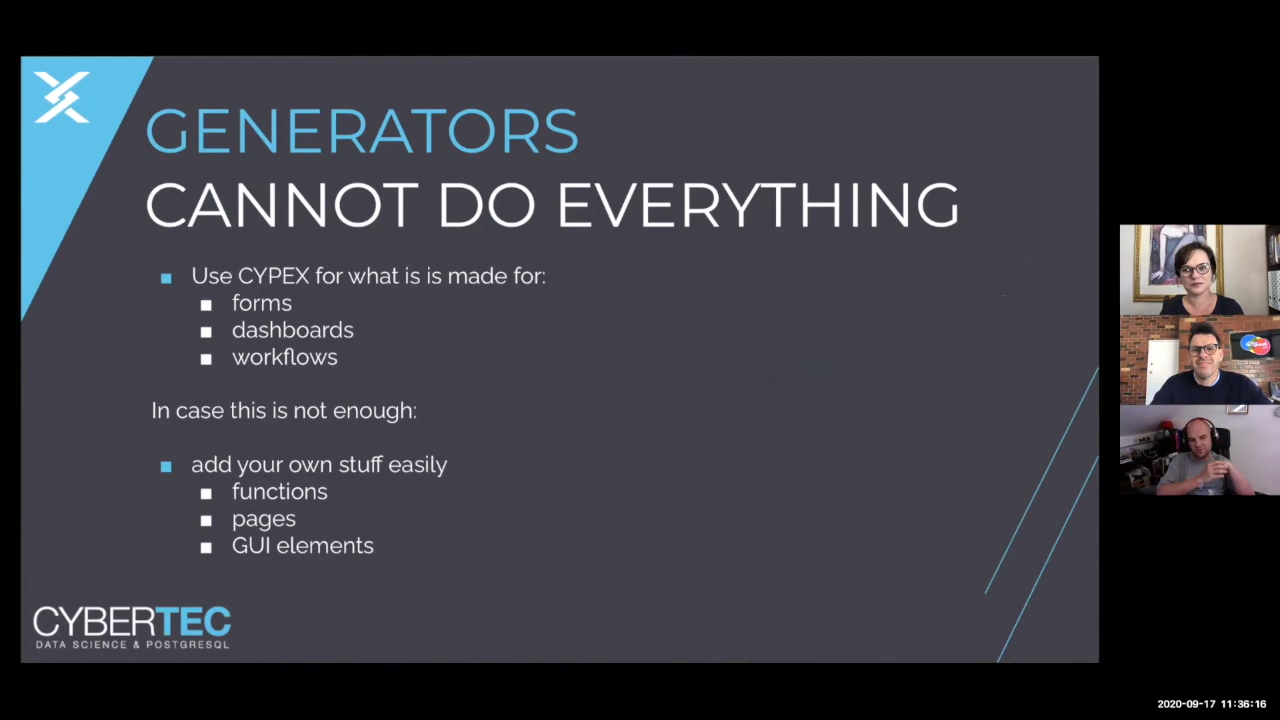 GENERATORS
CANNOT DO EVERYTHING
Use CYPEX for what is is made for:
forms
dashboards
workflows
In case this is not enough:
add your own stuff easily
functions
pages
GUI elements
CYBERTEC
DATA SCIENCE & POSTGRESQL
2020-09-17 11:36:16